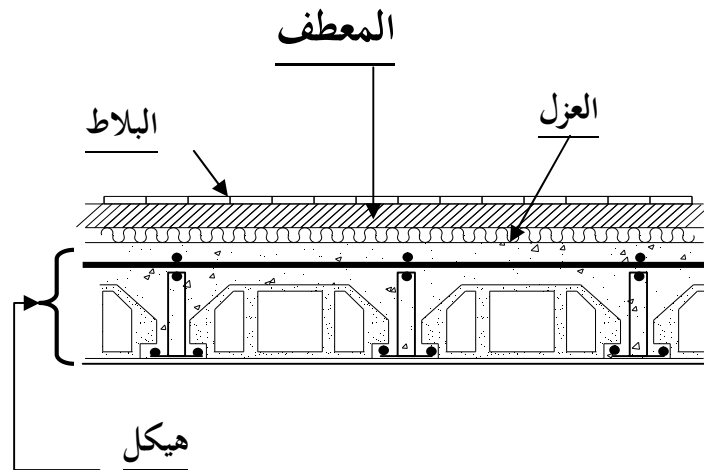 المعطف
البلاط
العزل
هيكل